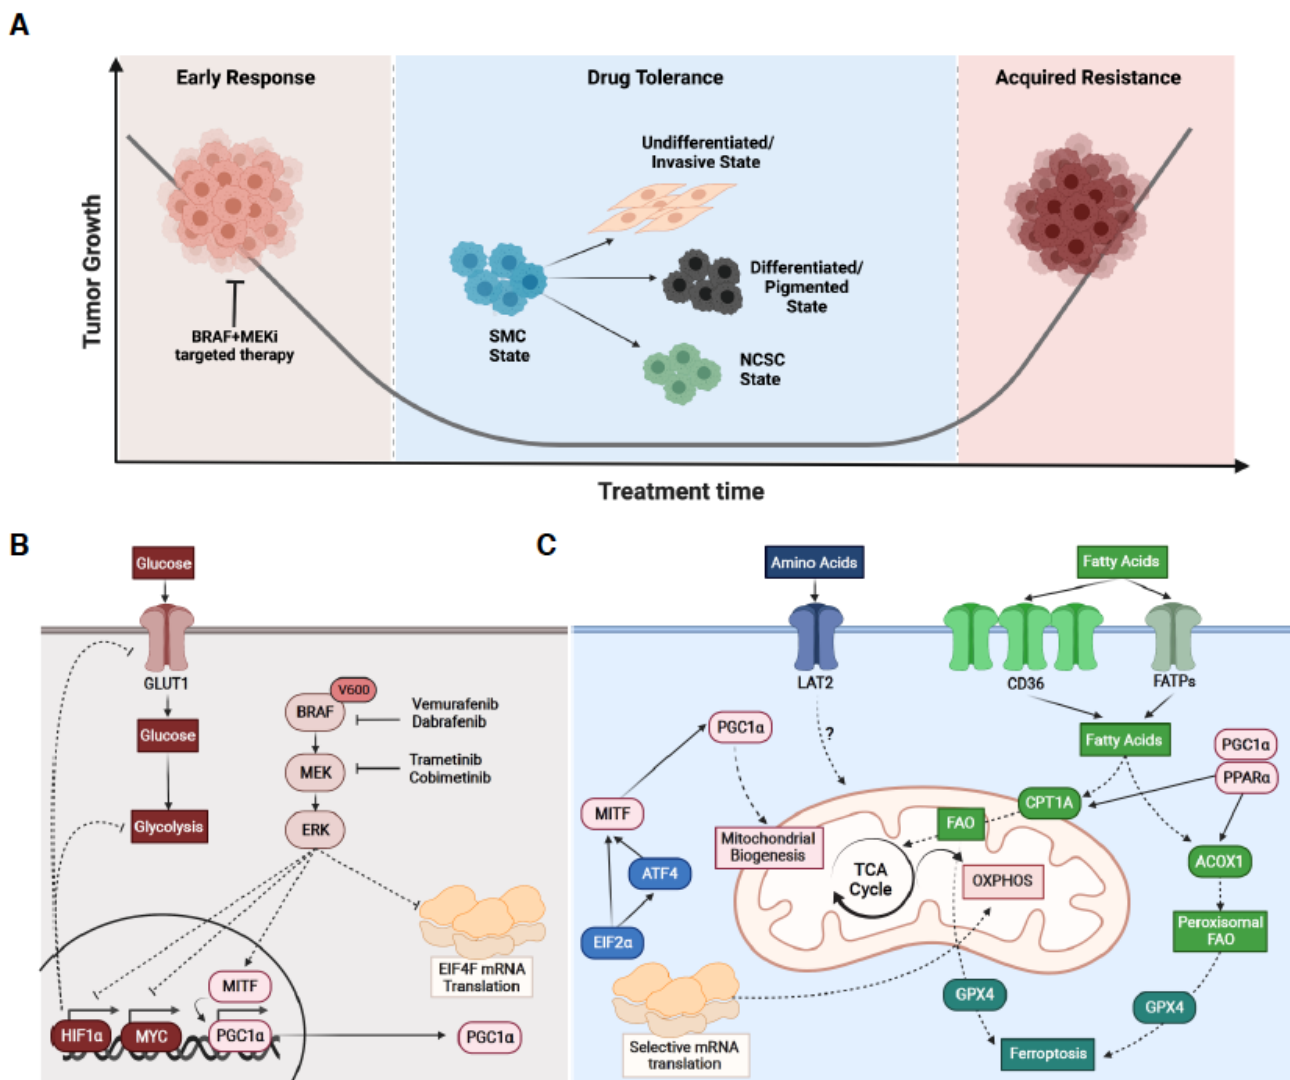 A
Early Response
Drug Tolerance
Acquired Resistance
Tumor Growth
Undifferentiated/
Invasive State
Differentiated/
Pigmented
State
SMC
State
NCSC
State
BRAF+MEKi
targeted therapy
Treatment time
B
Glucose
GLUT1
Glucose
Glycolysis
V600
BRAF
Vemurafenib
Dabrafenib
MEK
Trametinib
Cobimetinib
ERK
EIF4F mRNA
Translation
MITF
HIF1α
MYC
PGC1α
PGC1α
C
Amino Acids
Fatty Acids
LAT2
CD36
FATPs
?
PGC1α
Fatty Acids
PGC1α
PPARα
MITF
CPT1A
FAO
Mitochondrial
Biogenesis
TCA
Cycle
OXPHOS
ATF4
ACOX1
EIF2α
Peroxisomal
FAO
GPX4
GPX4
Selective mRNA
translation
Ferroptosis